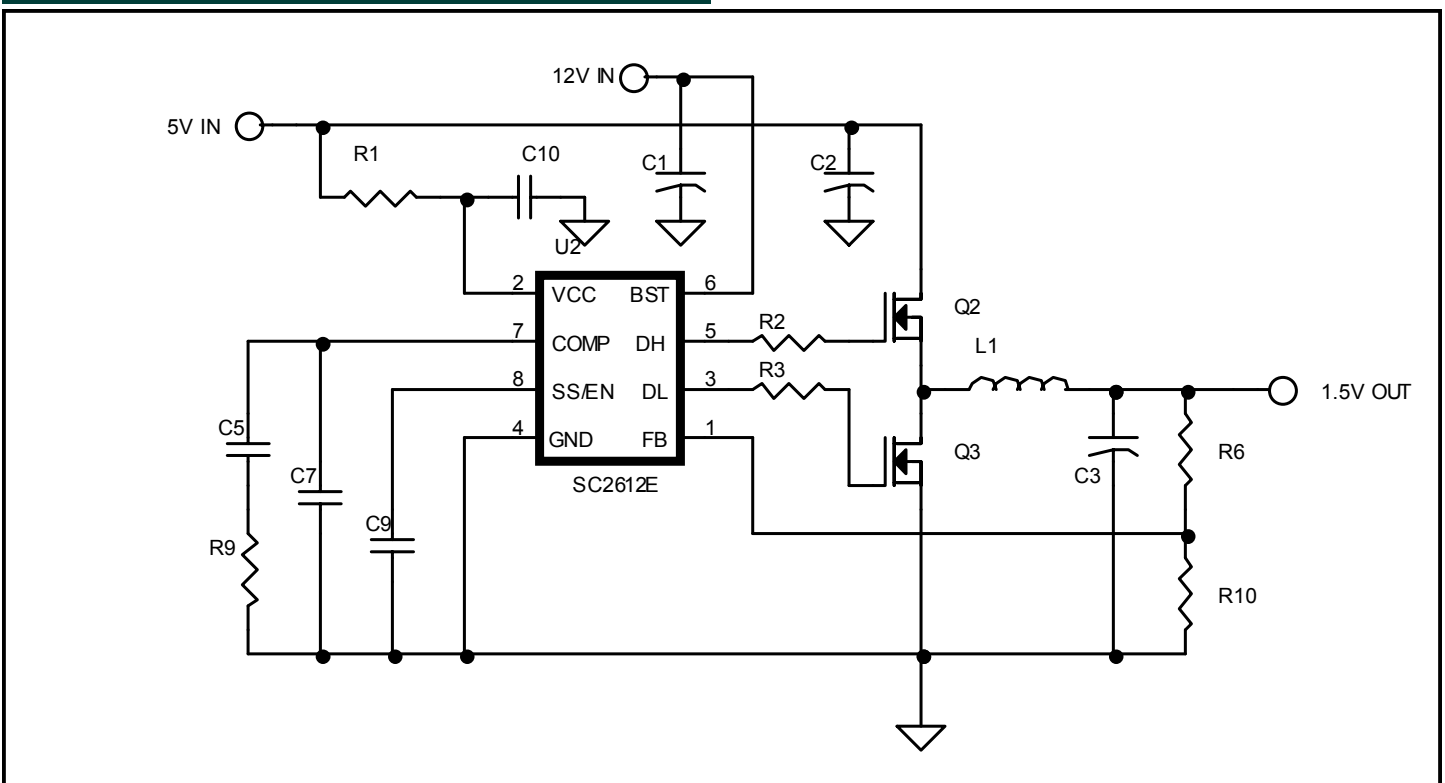 12V IN
5V IN
R1
C10
C1
C2
U2
2
VCC
BST
6
Q2
7
COMP
DH
5
R2
L1
8
SS/EN
DL
3
R3
1.5V OUT
4
GND
FB
1
Q3
C5
C3
R6
C7
SC2612E
C9
R9
R10